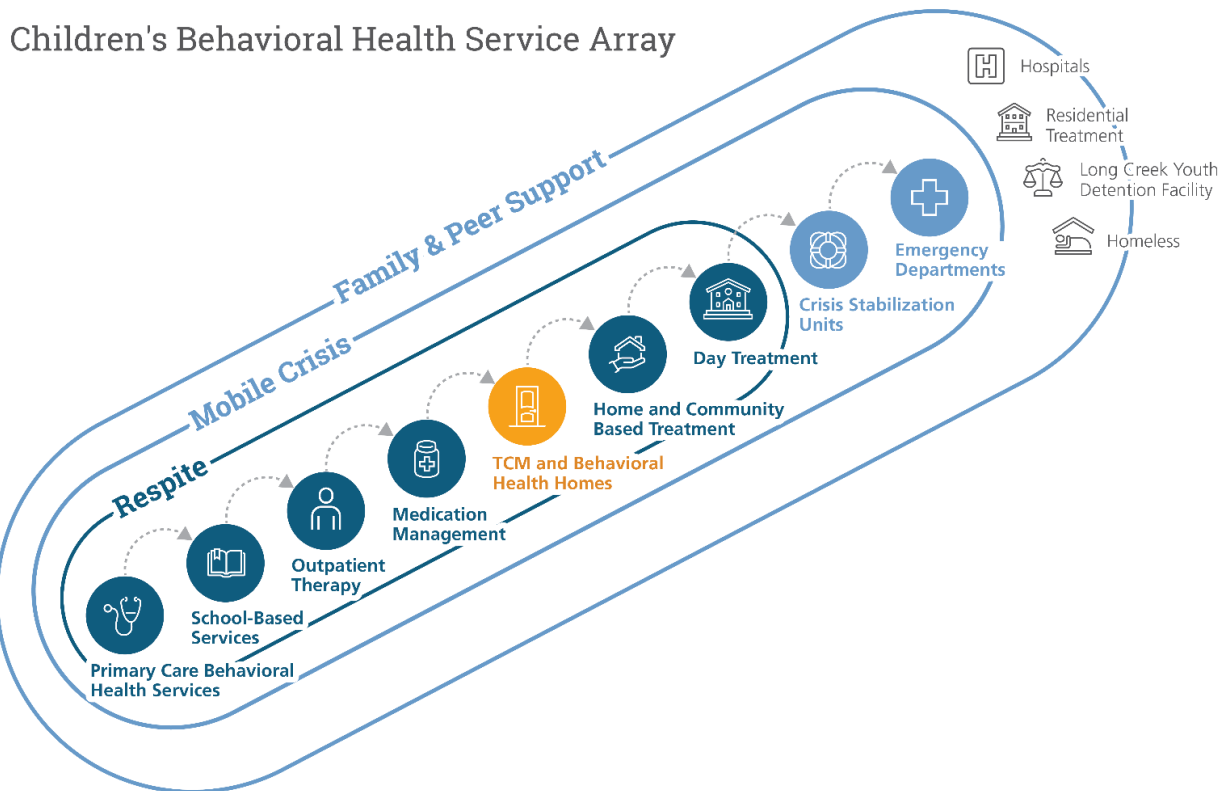 Children's Behavioral Health Service Array
Hospitals
Residential
Treatment
Long Creek Youth
Detention Facility
Homeless
Family & Peer Support
Mobile Crisis
Respite
Emergency
Departments
Crisis Stabilization
Units
Day Treatment
Home and Community
Based Treatment
TCM and Behavioral
Health Homes
Medication
Management
Outpatient
Therapy
School-Based
Services
Primary Care Behavioral
Health Services